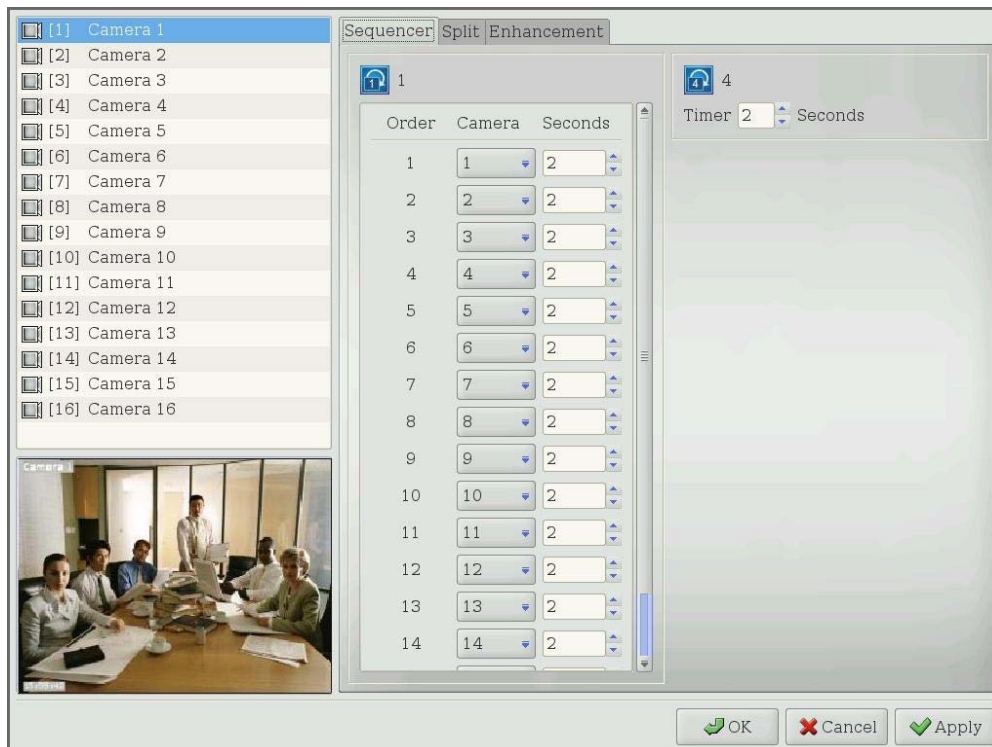 [1] Camera 1
[2] Camera 2
[3] Camera 3
[4] Camera 4
[5] Camera 5
[6] Camera 6
[7] Camera 7
[8] Camera 8
[9] Camera 9
[10] Camera 10
[11] Camera 11
[12] Camera 12
[13] Camera 13
[14] Camera 14
[15] Camera 15
[16] Camera 16
Camera 1
Sequencer Split Enhancement
1 1
Order Camera Seconds
1 1 2
2 2 2
3 3 2
4 4 2
5 5 2
6 6 2
7 7 2
8 8 2
9 9 2
10 10 2
11 11 2
12 12 2
13 13 2
14 14 2
4 4
Timer 2 Seconds
OK Cancel Apply